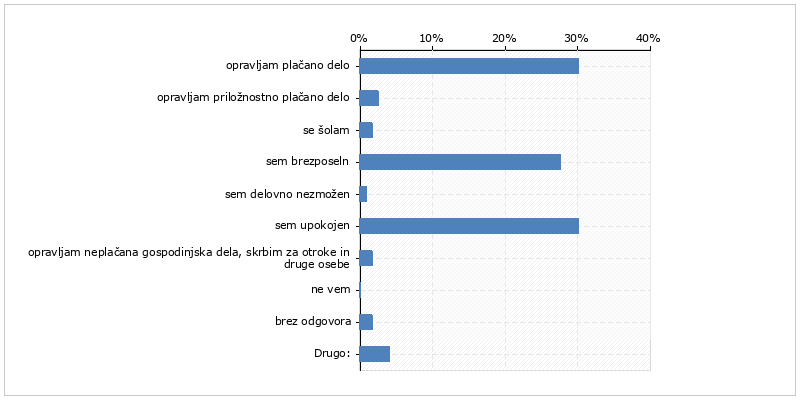 0% 10% 20% 30% 40%
opravljam plačano delo
opravljam priložnostno plačano delo
se šolam
sem brezposeln
sem delovno nezmožen
sem upokojen
opravljam neplačana gospodinjska dela, skrbim za otroke in
druge osebe
ne vem
brez odgovora
Drugo: